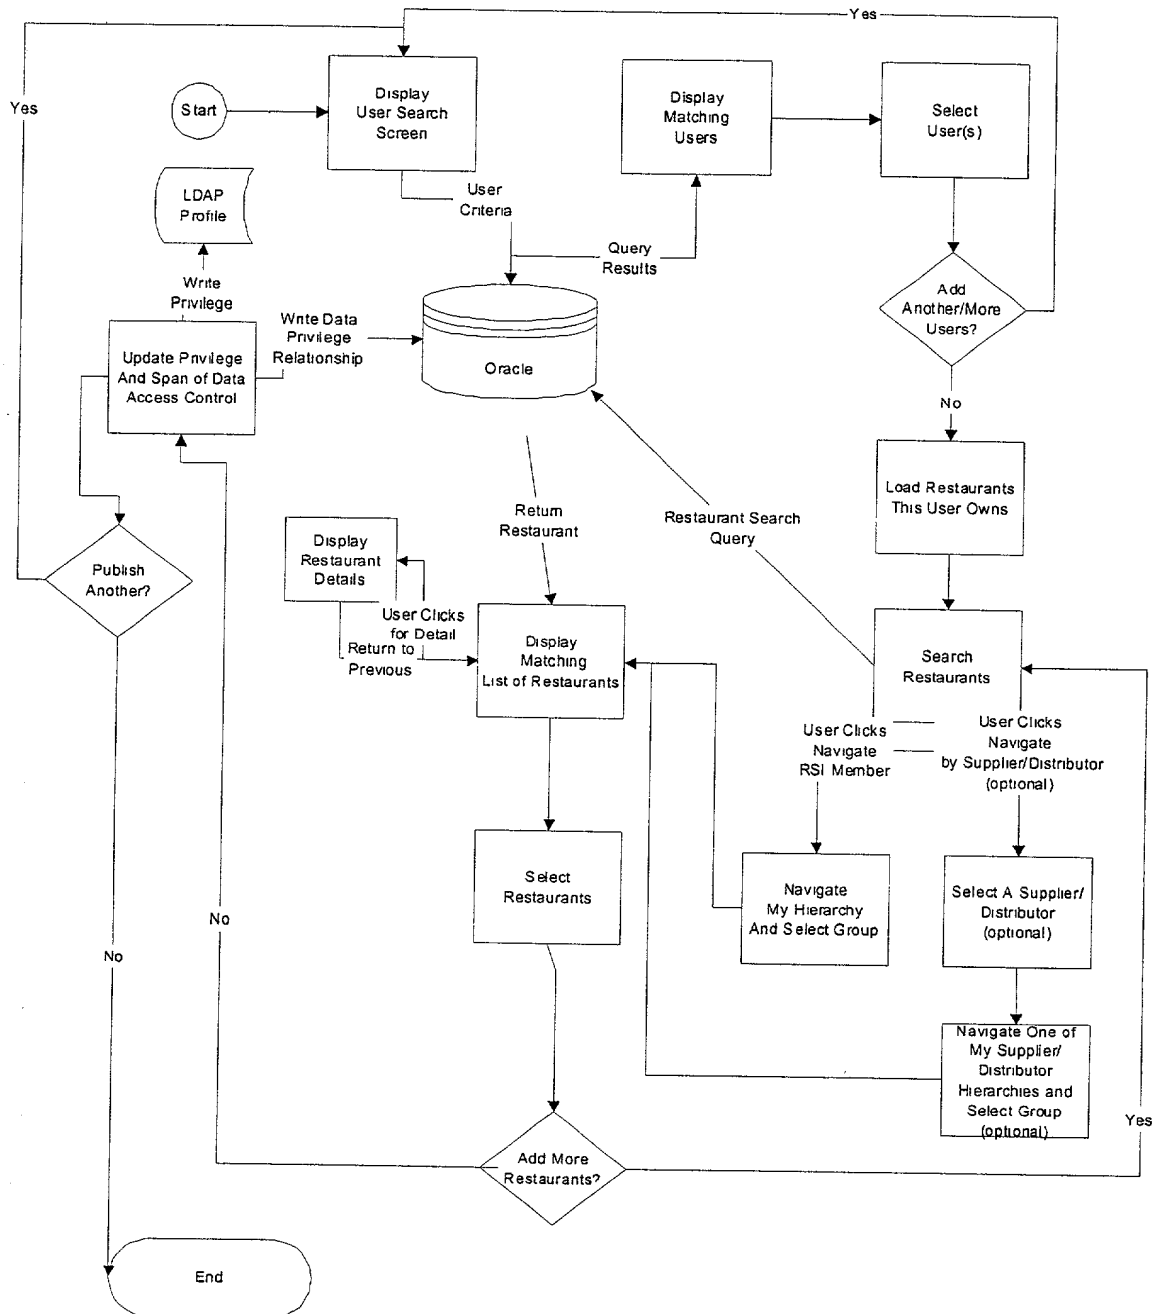 Yes
Yes
Start
Display
User Search
Screen
Display
Matching
Users
Select
User(s)
LDAP
Profile
User
Criteria
Query
Results
Write
Privilege
Add
Another/More
Users?
Write Data
Privilege
Relationship
Update Privilege
And Span of Data
Access Control
Oracle
No
Load Restaurants
This User Owns
Return
Restaurant
Restaurant Search
Query
Display
Restaurant
Details
Publish
Another?
User Clicks
for Detail
Return to
Previous
Display
Matching
List of Restaurants
Search
Restaurants
User Clicks
Navigate
RSI Member
User Clicks
Navigate
by Supplier/Distributor
(optional)
Select
Restaurants
Navigate
My Hierarchy
And Select Group
Select A Supplier/
Distributor
(optional)
No
No
Navigate One of
My Supplier/
Distributor
Hierarchies and
Select Group
(optional)
Yes
Add More
Restaurants?
End